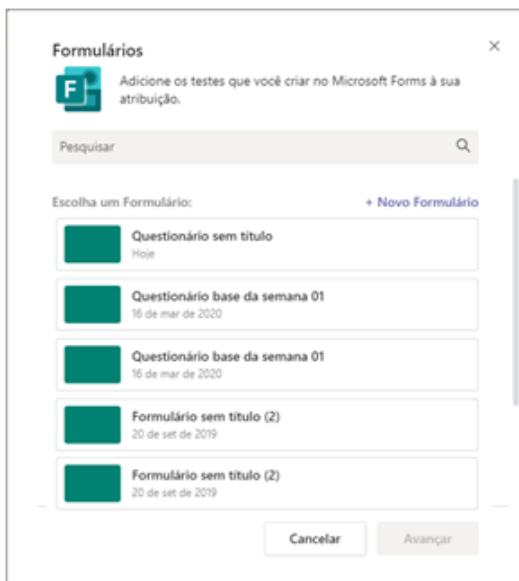 Formulários
Adicione os testes que você criar no Microsoft Forms à sua
atribuição.
Pesquisar
Escolha um Formulário:
+ Novo Formulário
Questionário sem título
Hoje
Questionário base da semana 01
16 de mar de 2020
Questionário base da semana 01
16 de mar de 2020
Formulário sem título (2)
20 de set de 2019
Formulário sem título (2)
20 de set de 2019
Cancelar
Avançar